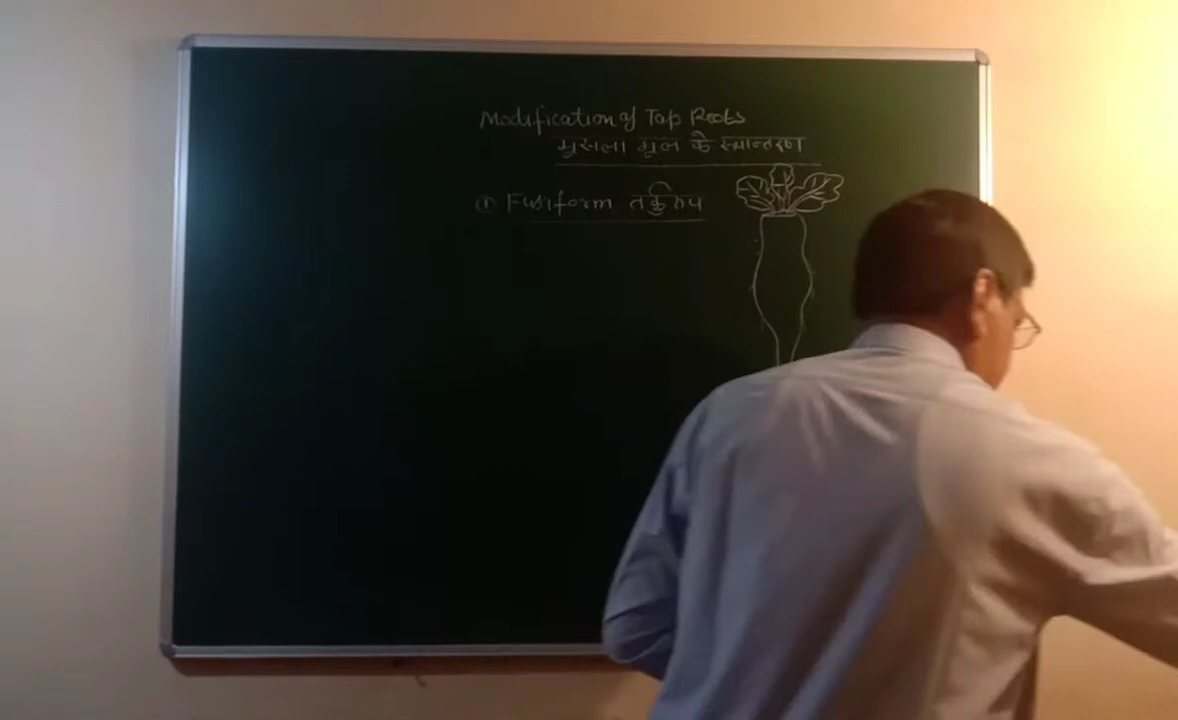 Modification of Tap Roots
मुसला मूल के रूपान्तरण
① Fusiform तर्कुरूप